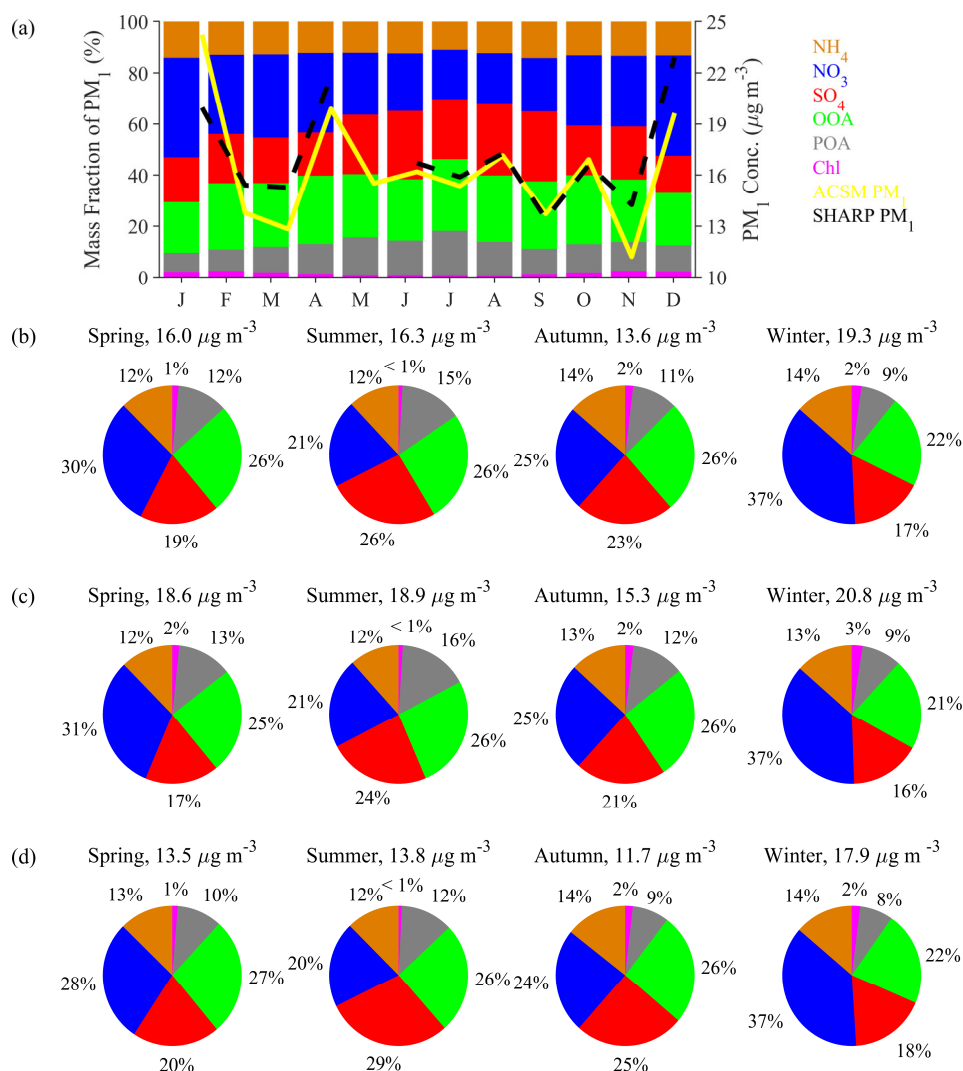 (a)
Mass Fraction of PM1 (%)
100
80
60
40
20
0
J F M A M J J A S O N D
25
22
19
16
13
10
PM1 Conc. (μg m-3)
NH4
NO3
SO4
OOA
POA
Chl
ACSM PM1
SHARP PM1
(b)
Spring, 16.0 μg m-3
12% 1% 12%
30% 26%
19%
Summer, 16.3 μg m-3
12% < 1% 15%
21% 26%
26%
Autumn, 13.6 μg m-3
14% 2% 11%
25% 26%
23%
Winter, 19.3 μg m-3
14% 2% 9%
22%
37% 17%
(c)
Spring, 18.6 μg m-3
12% 2% 13%
31% 25%
17%
Summer, 18.9 μg m-3
12% < 1% 16%
21% 26%
24%
Autumn, 15.3 μg m-3
13% 2% 12%
25% 26%
21%
Winter, 20.8 μg m-3
13% 3% 9%
21%
37% 16%
(d)
Spring, 13.5 μg m-3
13% 1% 10%
28% 27%
20%
Summer, 13.8 μg m-3
12% < 1% 12%
20% 26%
29%
Autumn, 11.7 μg m-3
14% 2% 9%
24% 26%
25%
Winter, 17.9 μg m-3
14% 2% 8%
22%
37% 18%